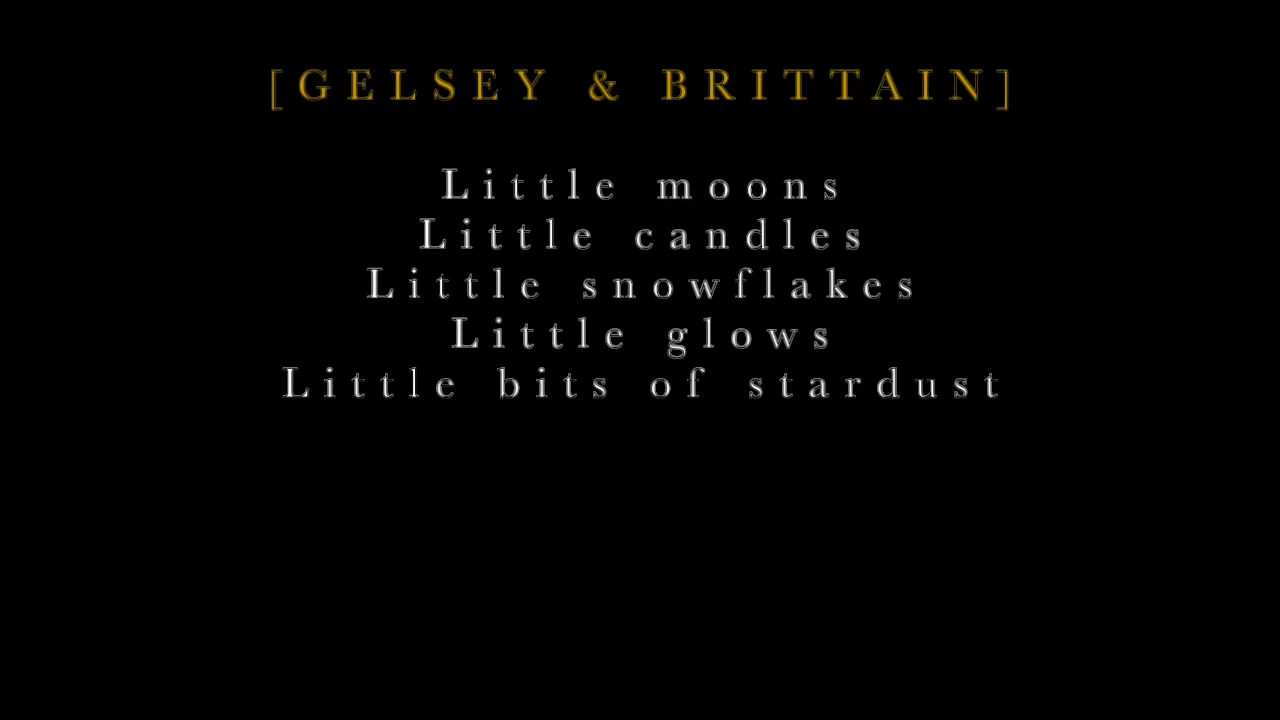 [GELSEY & BRITTAIN]
Little moons
Little candles
Little snowflakes
Little glows
Little bits of stardust